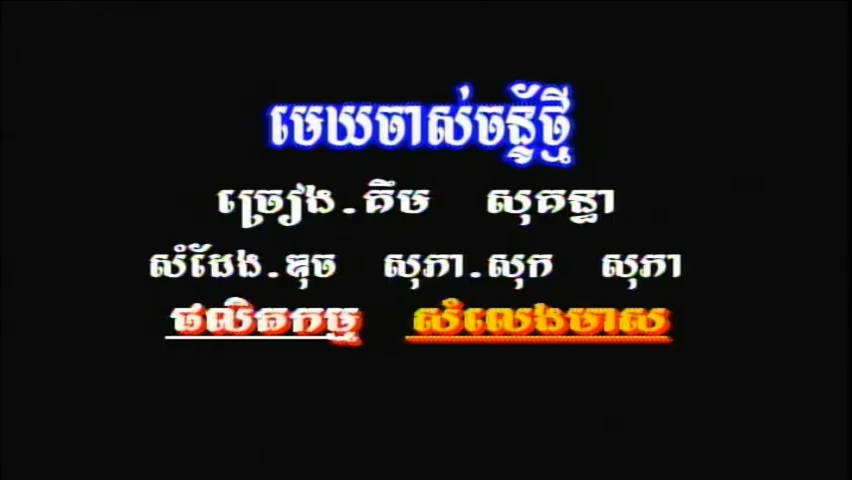 មេឃចាស់ចន្ទ័ថ្មី
ច្រៀង.គឹម សុគន្ធា
សំដែង.ឌុច សុភា.សុក សុភា
ផលិតកម្ម សំលេងមាស